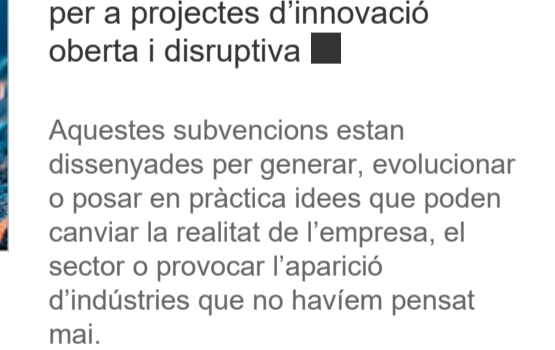 per a projectes d’innovació
oberta i disruptiva
Aquestes subvencions estan
dissenyades per generar, evolucionar
o posar en pràctica idees que poden
canviar la realitat de l’empresa, el
sector o provocar l’aparició
d’indústries que no havíem pensat
mai.